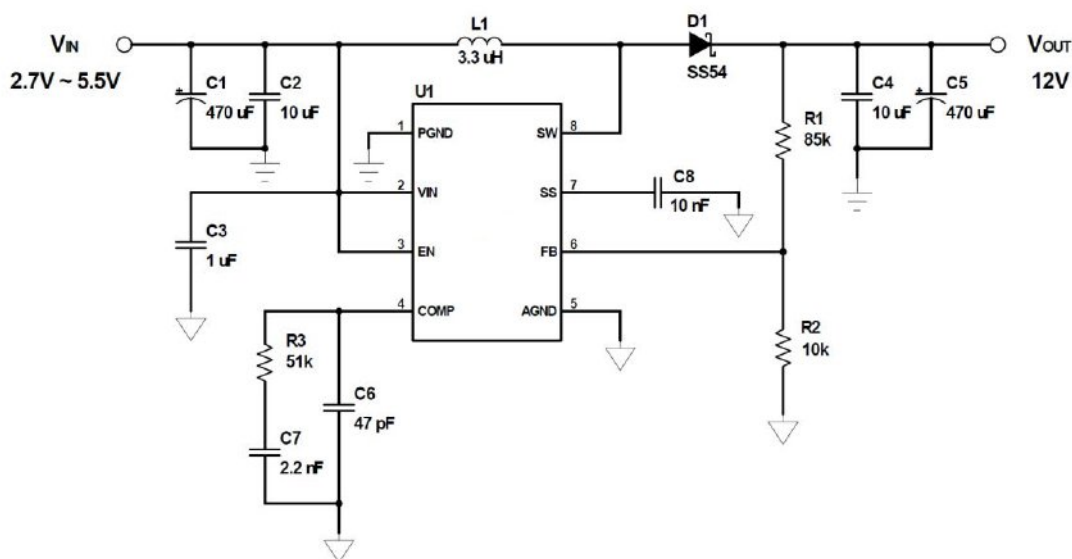 VIN
2.7V ~ 5.5V
C1
470 uF
C2
10 uF
L1
3.3 uH
D1
SS54
VOUT
12V
C4
10 uF
C5
470 uF
R1
85k
U1
1
PGND
SW
8
2
VIN
SS
7
C8
10 nF
3
EN
FB
6
4
COMP
AGND
5
C3
1 uF
R3
51k
C6
47 pF
C7
2.2 nF
R2
10k